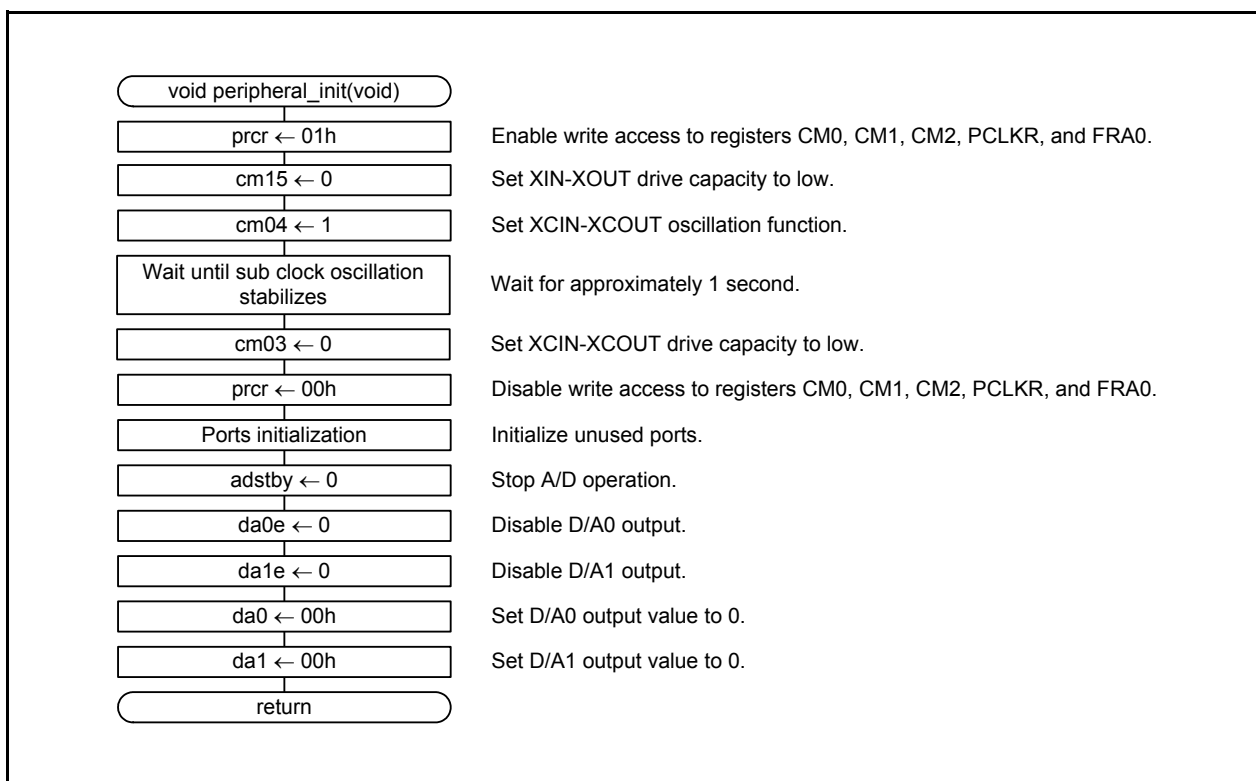 void peripheral_init(void)
prcr ← 01h
Enable write access to registers CM0, CM1, CM2, PCLKR, and FRA0.
cm15 ← 0
Set XIN-XOUT drive capacity to low.
cm04 ← 1
Set XCIN-XCOUT oscillation function.
Wait until sub clock oscillation
stabilizes
Wait for approximately 1 second.
cm03 ← 0
Set XCIN-XCOUT drive capacity to low.
prcr ← 00h
Disable write access to registers CM0, CM1, CM2, PCLKR, and FRA0.
Ports initialization
Initialize unused ports.
adstby ← 0
Stop A/D operation.
da0e ← 0
Disable D/A0 output.
da1e ← 0
Disable D/A1 output.
da0 ← 00h
Set D/A0 output value to 0.
da1 ← 00h
Set D/A1 output value to 0.
return